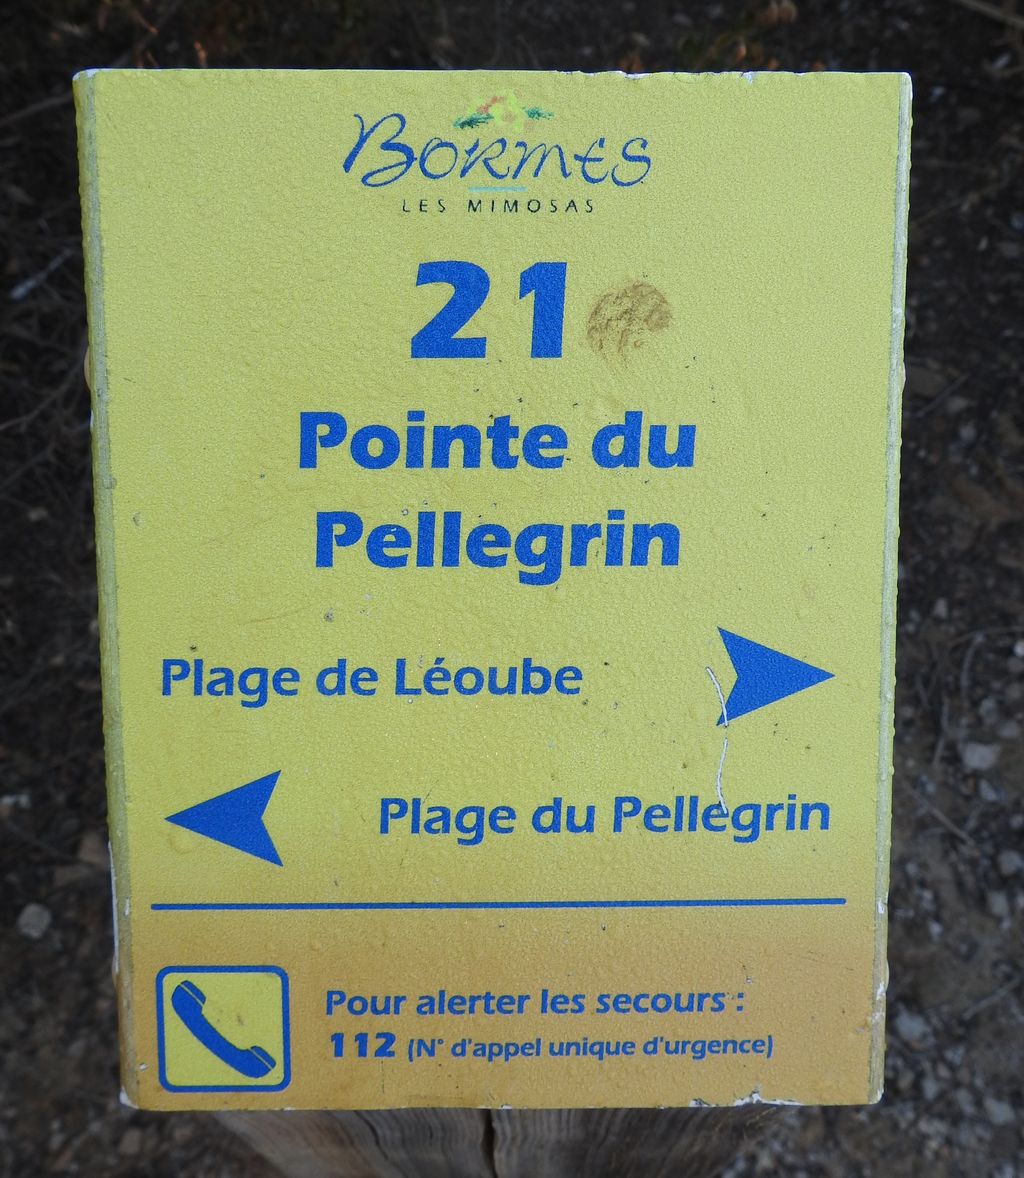 Bormes
LES MIMOSAS
21
Pointe du
Pellegrin
Plage de Léoube
Plage du Pellegrin
Pour alerter les secours :
112 (N° d'appel unique d'urgence)